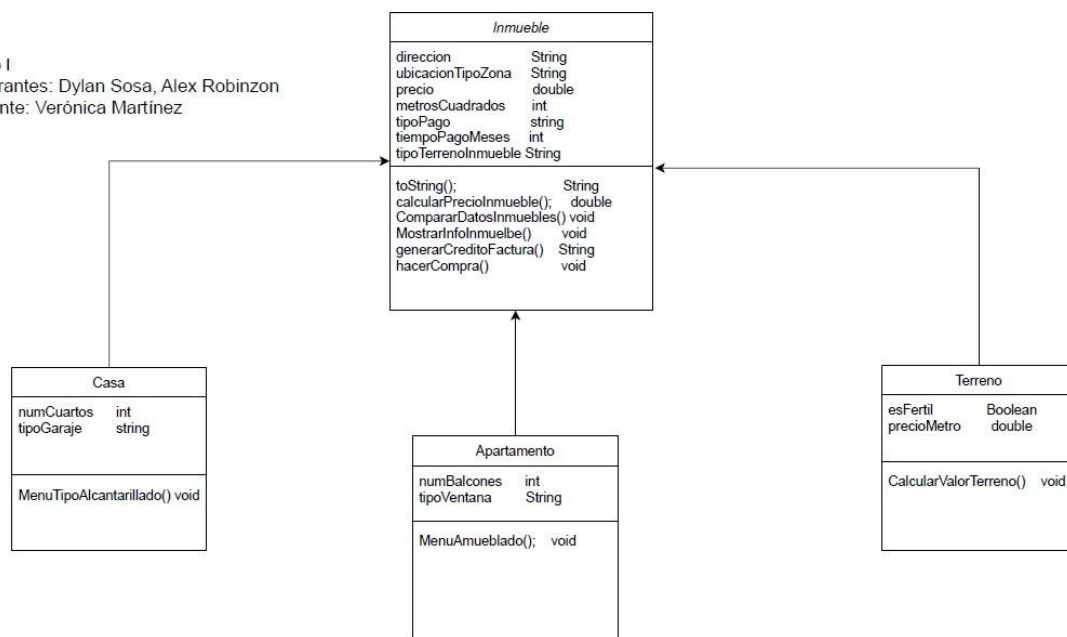 I
rantes: Dylan Sosa, Alex Robinzon
nte: Verónica Martínez
Inmueble
direccion String
ubicacionTipoZona String
precio double
metrosCuadrados int
tipoPago string
tiempoPagoMeses int
tipoTerrenoInmueble String
toString(); String
calcularPrecioInmueble(); double
CompararDatosInmuebles() void
MostrarInfoInmuelbe() void
generarCreditoFactura() String
hacerCompra() void
Casa
numCuartos int
tipoGaraje string
MenuTipoAlcantarillado() void
Apartamento
numBalcones int
tipoVentana String
MenuAmueblado(); void
Terreno
esFertil Boolean
precioMetro double
CalcularValorTerreno() void